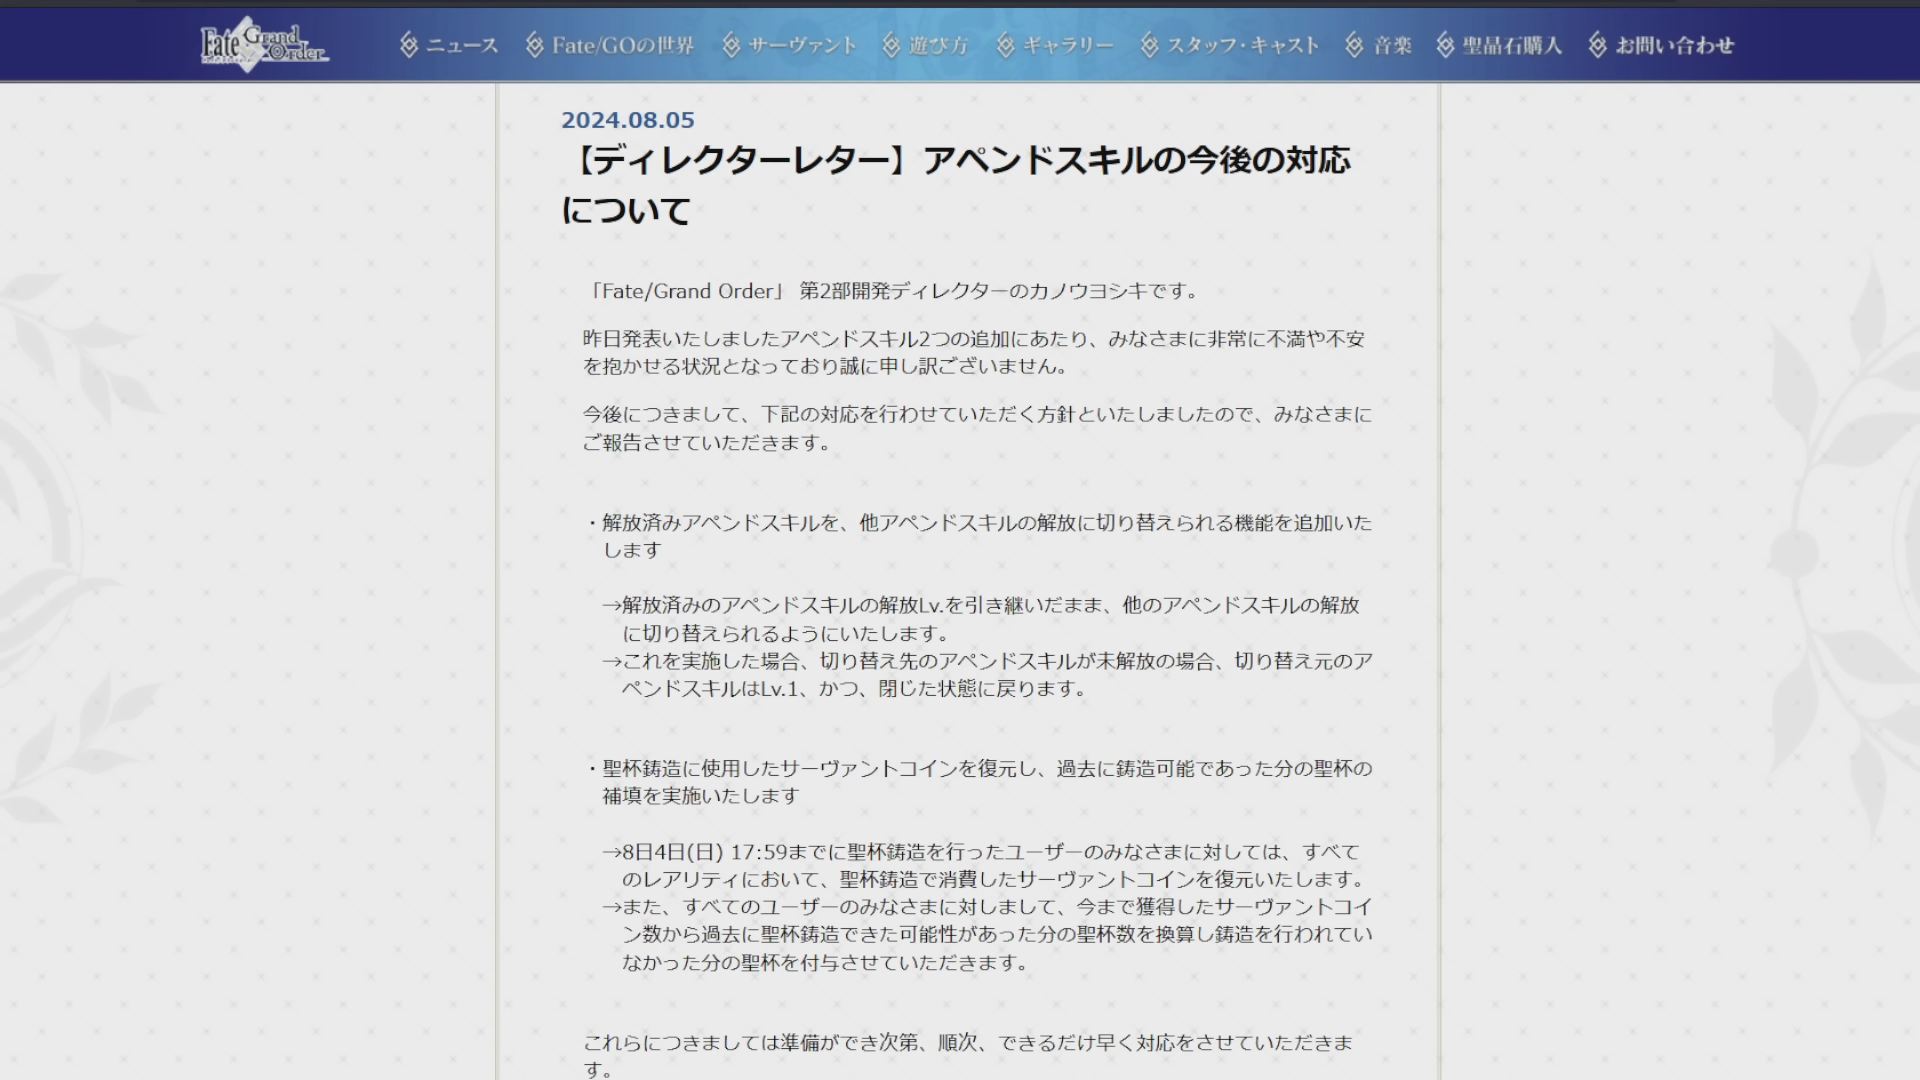 Fate Grand Order
ニュース Fate/GOの世界 サーヴァント 遊び方 ギャラリー スタッフ・キャスト 音楽 聖晶石購入 お問い合わせ
2024.08.05
【ディレクターレター】アペンドスキルの今後の対応
について
「Fate/Grand Order」 第2部開発ディレクターのカノウヨシキです。
昨日発表いたしましたアペンドスキル2つの追加にあたり、みなさまに非常に不満や不安
を抱かせる状況となっており誠に申し訳ございません。
今後につきまして、下記の対応を行わせていただく方針といたしましたので、みなさまに
ご報告させていただきます。
・解放済みアペンドスキルを、他アペンドスキルの解放に切り替えられる機能を追加いた
します
→解放済みのアペンドスキルの解放Lv.を引き継いだまま、他のアペンドスキルの解放
に切り替えられるようにいたします。
→これを実施した場合、切り替え先のアペンドスキルが未解放の場合、切り替え元のア
ペンドスキルはLv.1、かつ、閉じた状態に戻ります。
・聖杯鋳造に使用したサーヴァントコインを復元し、過去に鋳造可能であった分の聖杯の
補填を実施いたします
→8日4日(日) 17:59までに聖杯鋳造を行ったユーザーのみなさまに対しては、すべて
のレアリティにおいて、聖杯鋳造で消費したサーヴァントコインを復元いたします。
→また、すべてのユーザーのみなさまに対しまして、今まで獲得したサーヴァントコイ
ン数から過去に聖杯鋳造できた可能性があった分の聖杯数を換算し鋳造を行われてい
なかった分の聖杯を付与させていただきます。
これらにつきましては準備ができ次第、順次、できるだけ早く対応をさせていただきま
す。